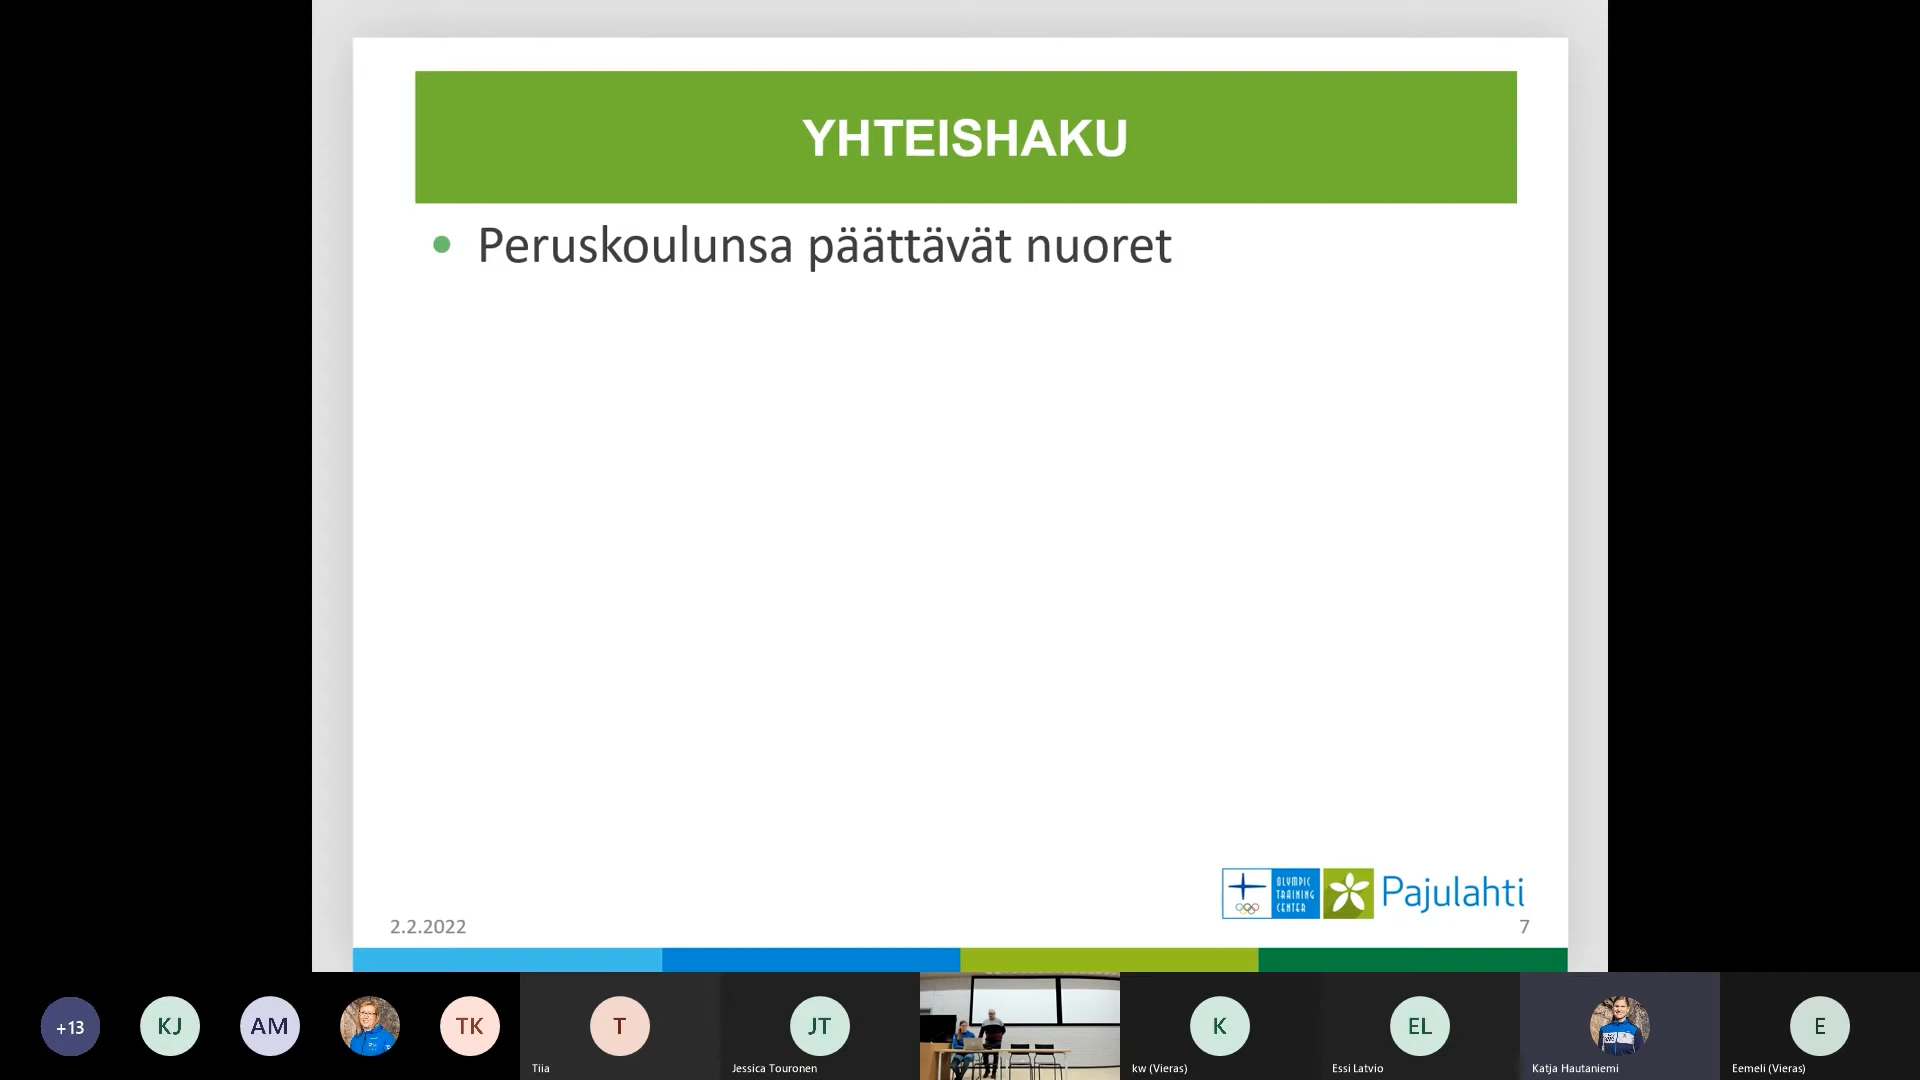 YHTEISHAKU
• Peruskoulunsa päättävät nuoret
OLYMPIC
TRAINING
CENTER
Pajulahti
2.2.2022
7
+13
KJ
AM
TK
T
JT
K
EL
E
Tiia
Jessica Touronen
kw (Vieras)
Essi Latvio
Katja Hautaniemi
Eemeli (Vieras)